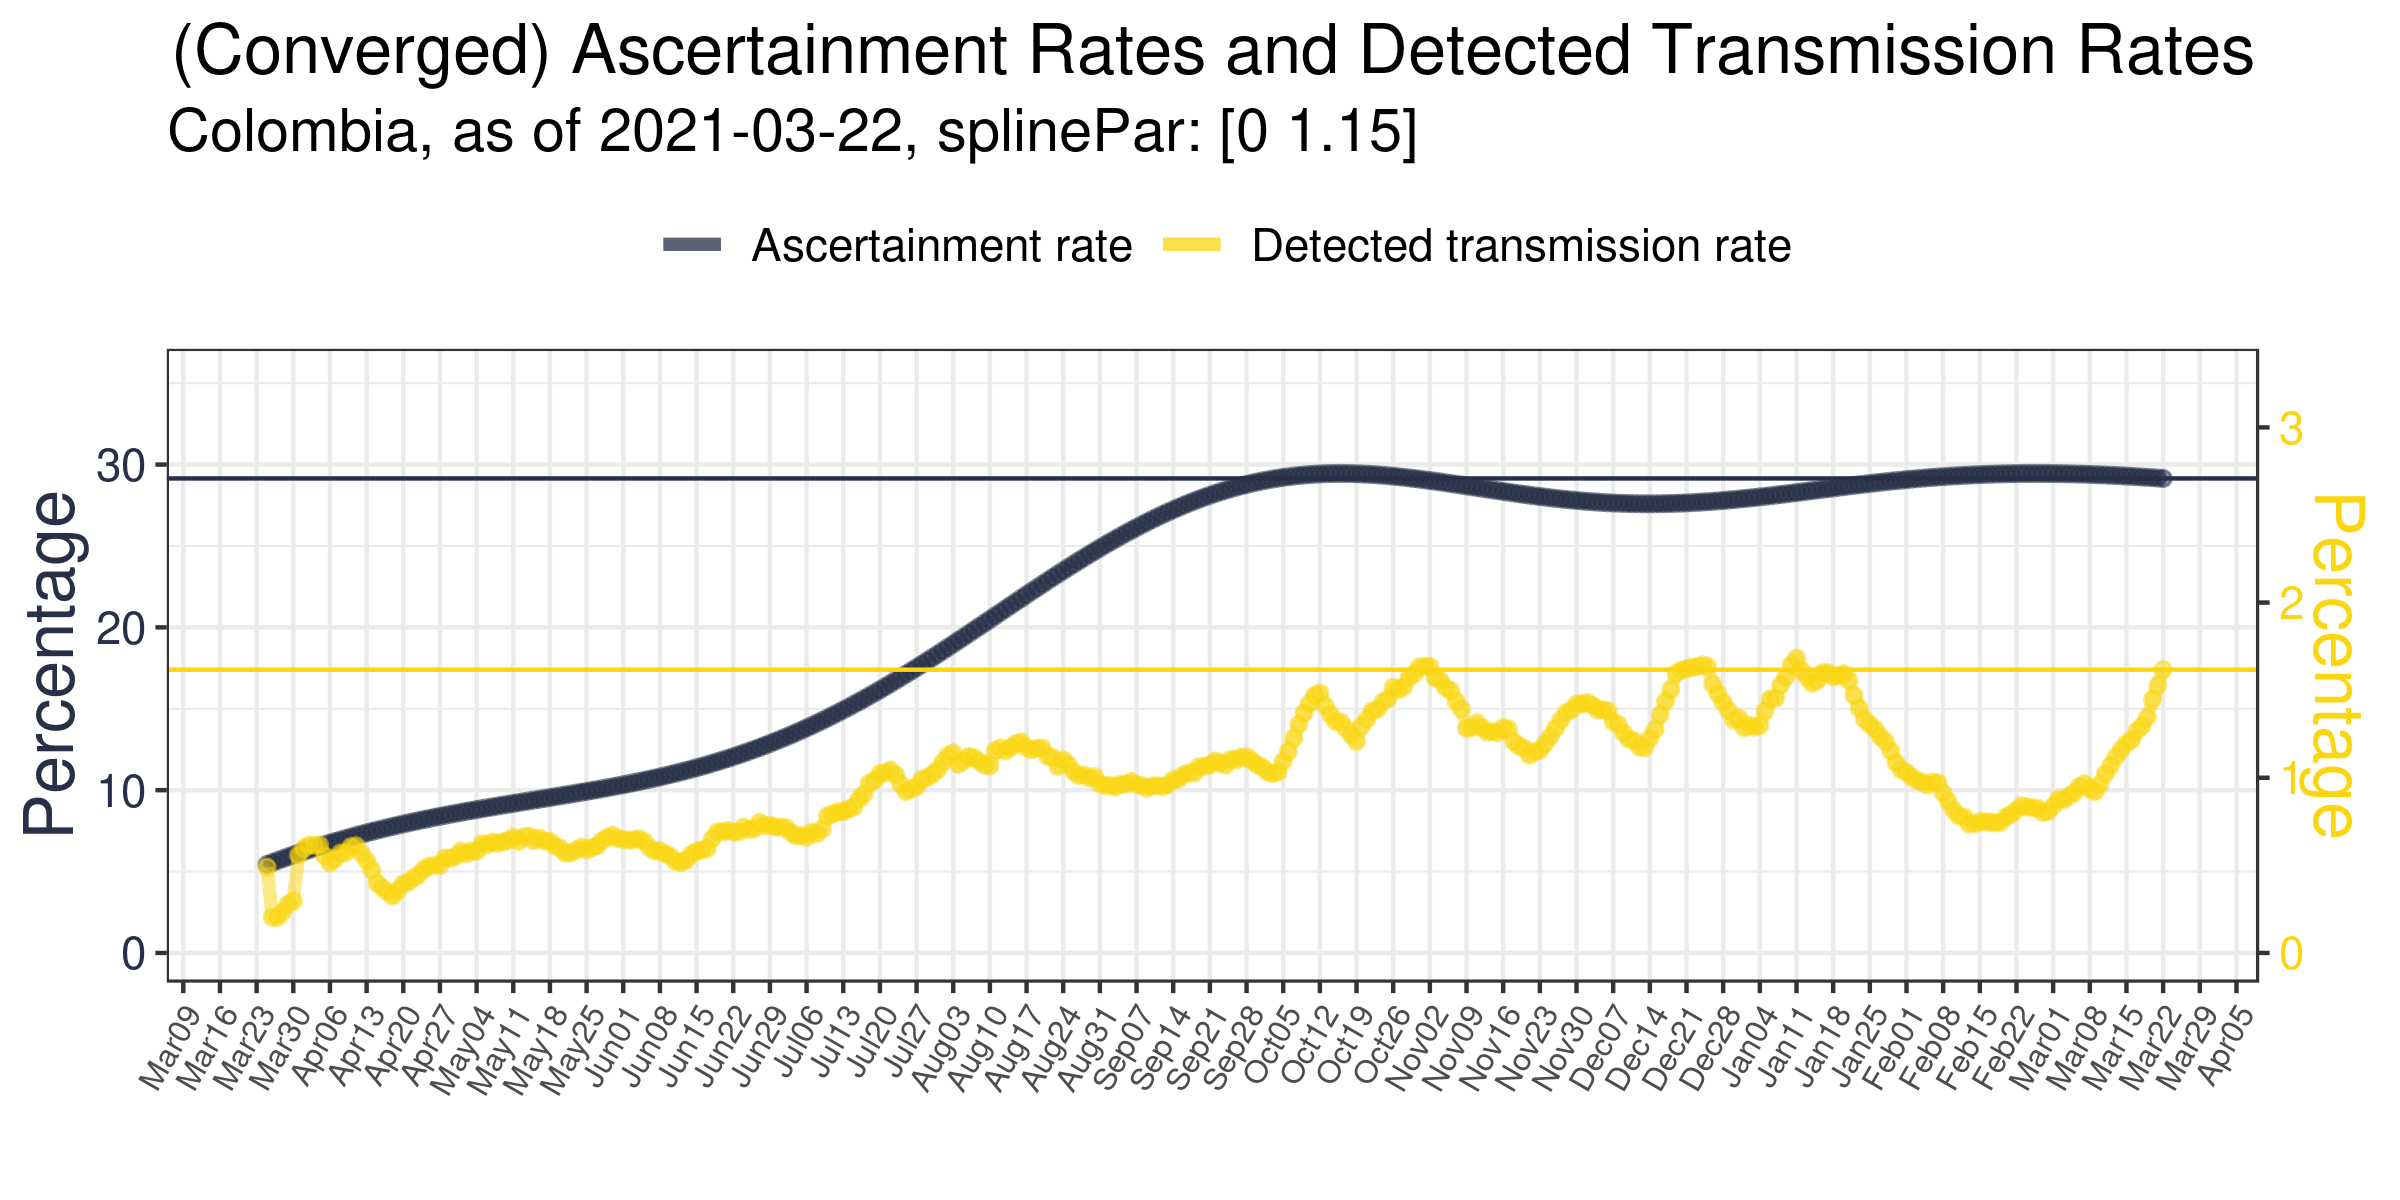 (Converged) Ascertainment Rates and Detected Transmission Rates
Colombia, as of 2021-03-22, splinePar: [0 1.15]
Ascertainment rate Detected transmission rate
Percentage
30
20
10
0
3
2
1
0
Percentage
Mar09 Mar16 Mar23 Mar30 Apr06 Apr13 Apr20 Apr27 May04 May11 May18 May25 Jun01 Jun08 Jun15 Jun22 Jun29 Jul06 Jul13 Jul20 Jul27 Aug03 Aug10 Aug17 Aug24 Aug31 Sep07 Sep14 Sep21 Sep28 Oct05 Oct12 Oct19 Oct26 Nov02 Nov09 Nov16 Nov23 Nov30 Dec07 Dec14 Dec21 Dec28 Jan04 Jan11 Jan18 Jan25 Feb01 Feb08 Feb15 Feb22 Mar01 Mar08 Mar15 Mar22 Mar29 Apr05